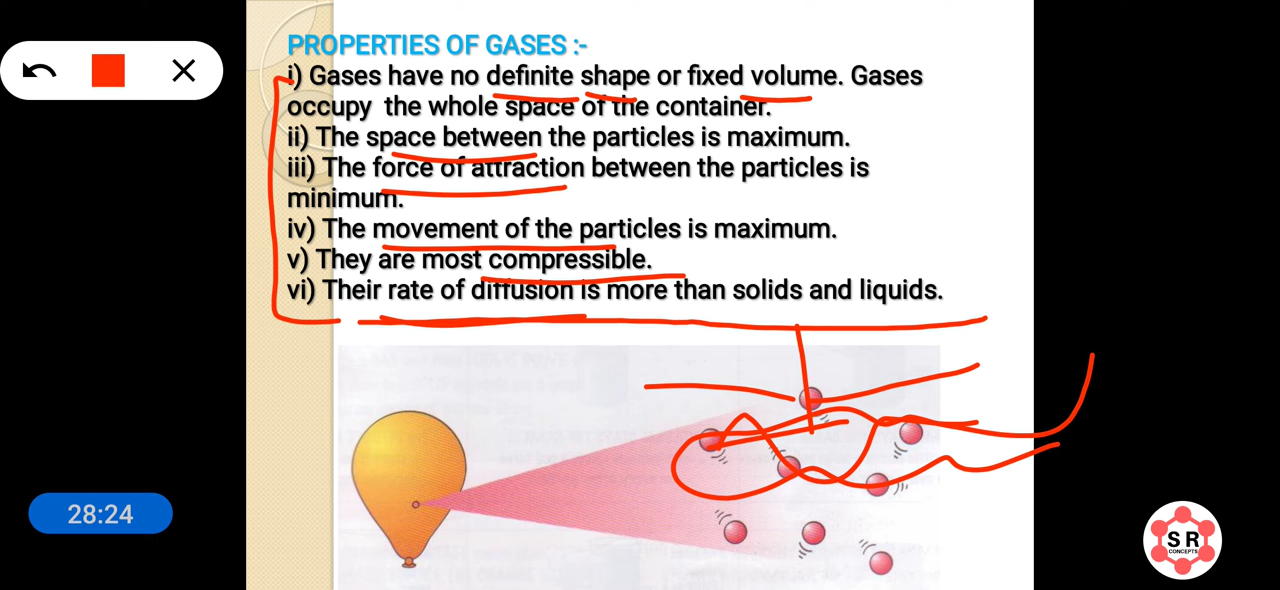 PROPERTIES OF GASES :-
i) Gases have no definite shape or fixed volume. Gases
occupy the whole space of the container.
ii) The space between the particles is maximum.
iii) The force of attraction between the particles is
minimum.
iv) The movement of the particles is maximum.
v) They are most compressible.
vi) Their rate of diffusion is more than solids and liquids.
28:24
S R
CONCEPTS